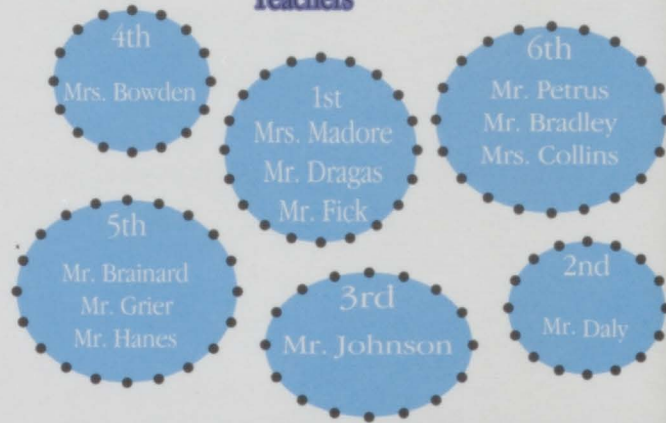 Teachers
4th
Mrs. Bowden
1st
Mrs. Madore
Mr. Dragas
Mr. Fick
6th
Mr. Petrus
Mr. Bradley
Mrs. Collins
5th
Mr. Brainard
Mr. Grier
Mr. Hanes
3rd
Mr. Johnson
2nd
Mr. Daly